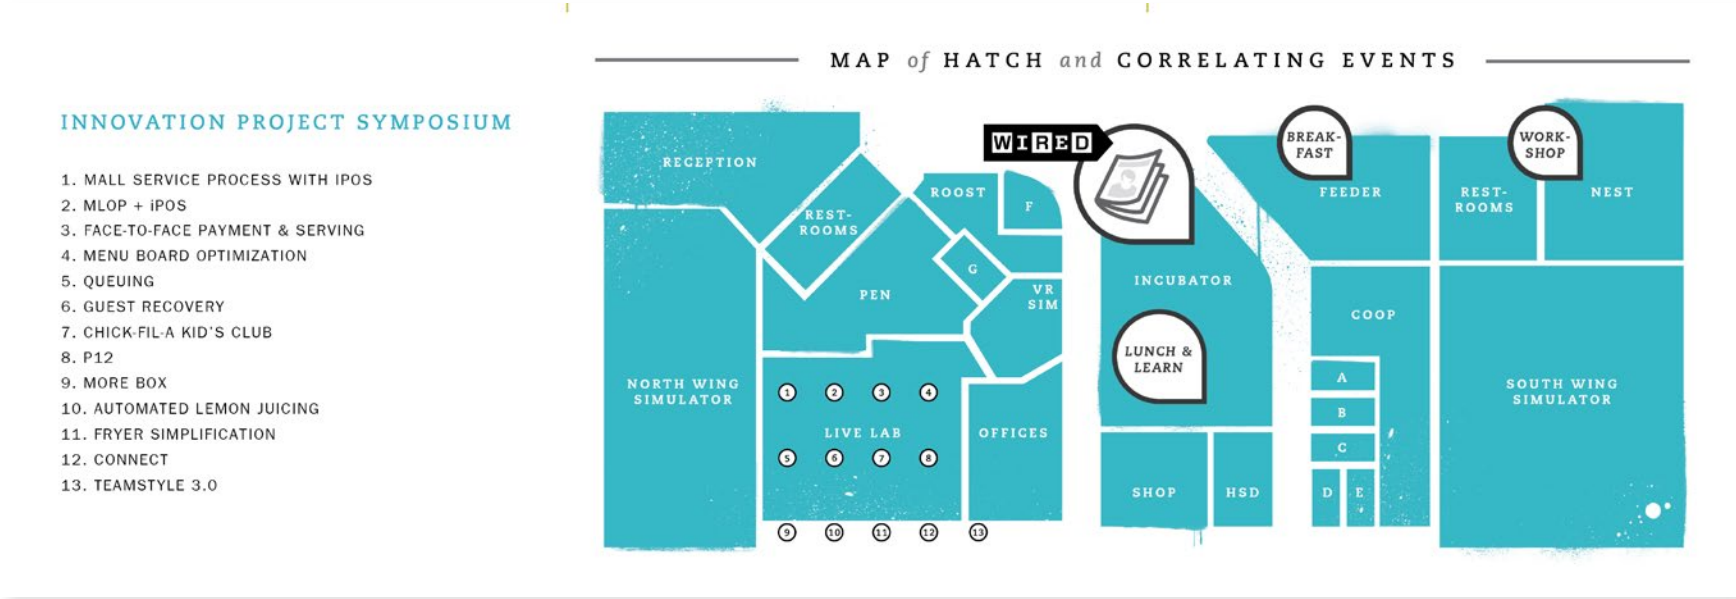 MAP of HATCH and CORRELATING EVENTS
INNOVATION PROJECT SYMPOSIUM
1. MALL SERVICE PROCESS WITH IPOS
2. MLOP + iPOS
3. FACE-TO-FACE PAYMENT & SERVING
4. MENU BOARD OPTIMIZATION
5. QUEUING
6. GUEST RECOVERY
7. CHICK-FIL-A KID'S CLUB
8. P12
9. MORE BOX
10. AUTOMATED LEMON JUICING
11. FRYER SIMPLIFICATION
12. CONNECT
13. TEAMSTYLE 3.0
RECEPTION
REST-
ROOMS
ROOST
F
G
PEN
VR
SIM
NORTH WING
SIMULATOR
1 2 3 4
LIVE LAB
5 6 7 8
9 10 11 12 13
OFFICES
WIRED
INCUBATOR
LUNCH &
LEARN
SHOP
HSD
BREAK-
FAST
FEEDER
REST-
ROOMS
WORK-
SHOP
NEST
COOP
A
B
C
D
E
SOUTH WING
SIMULATOR